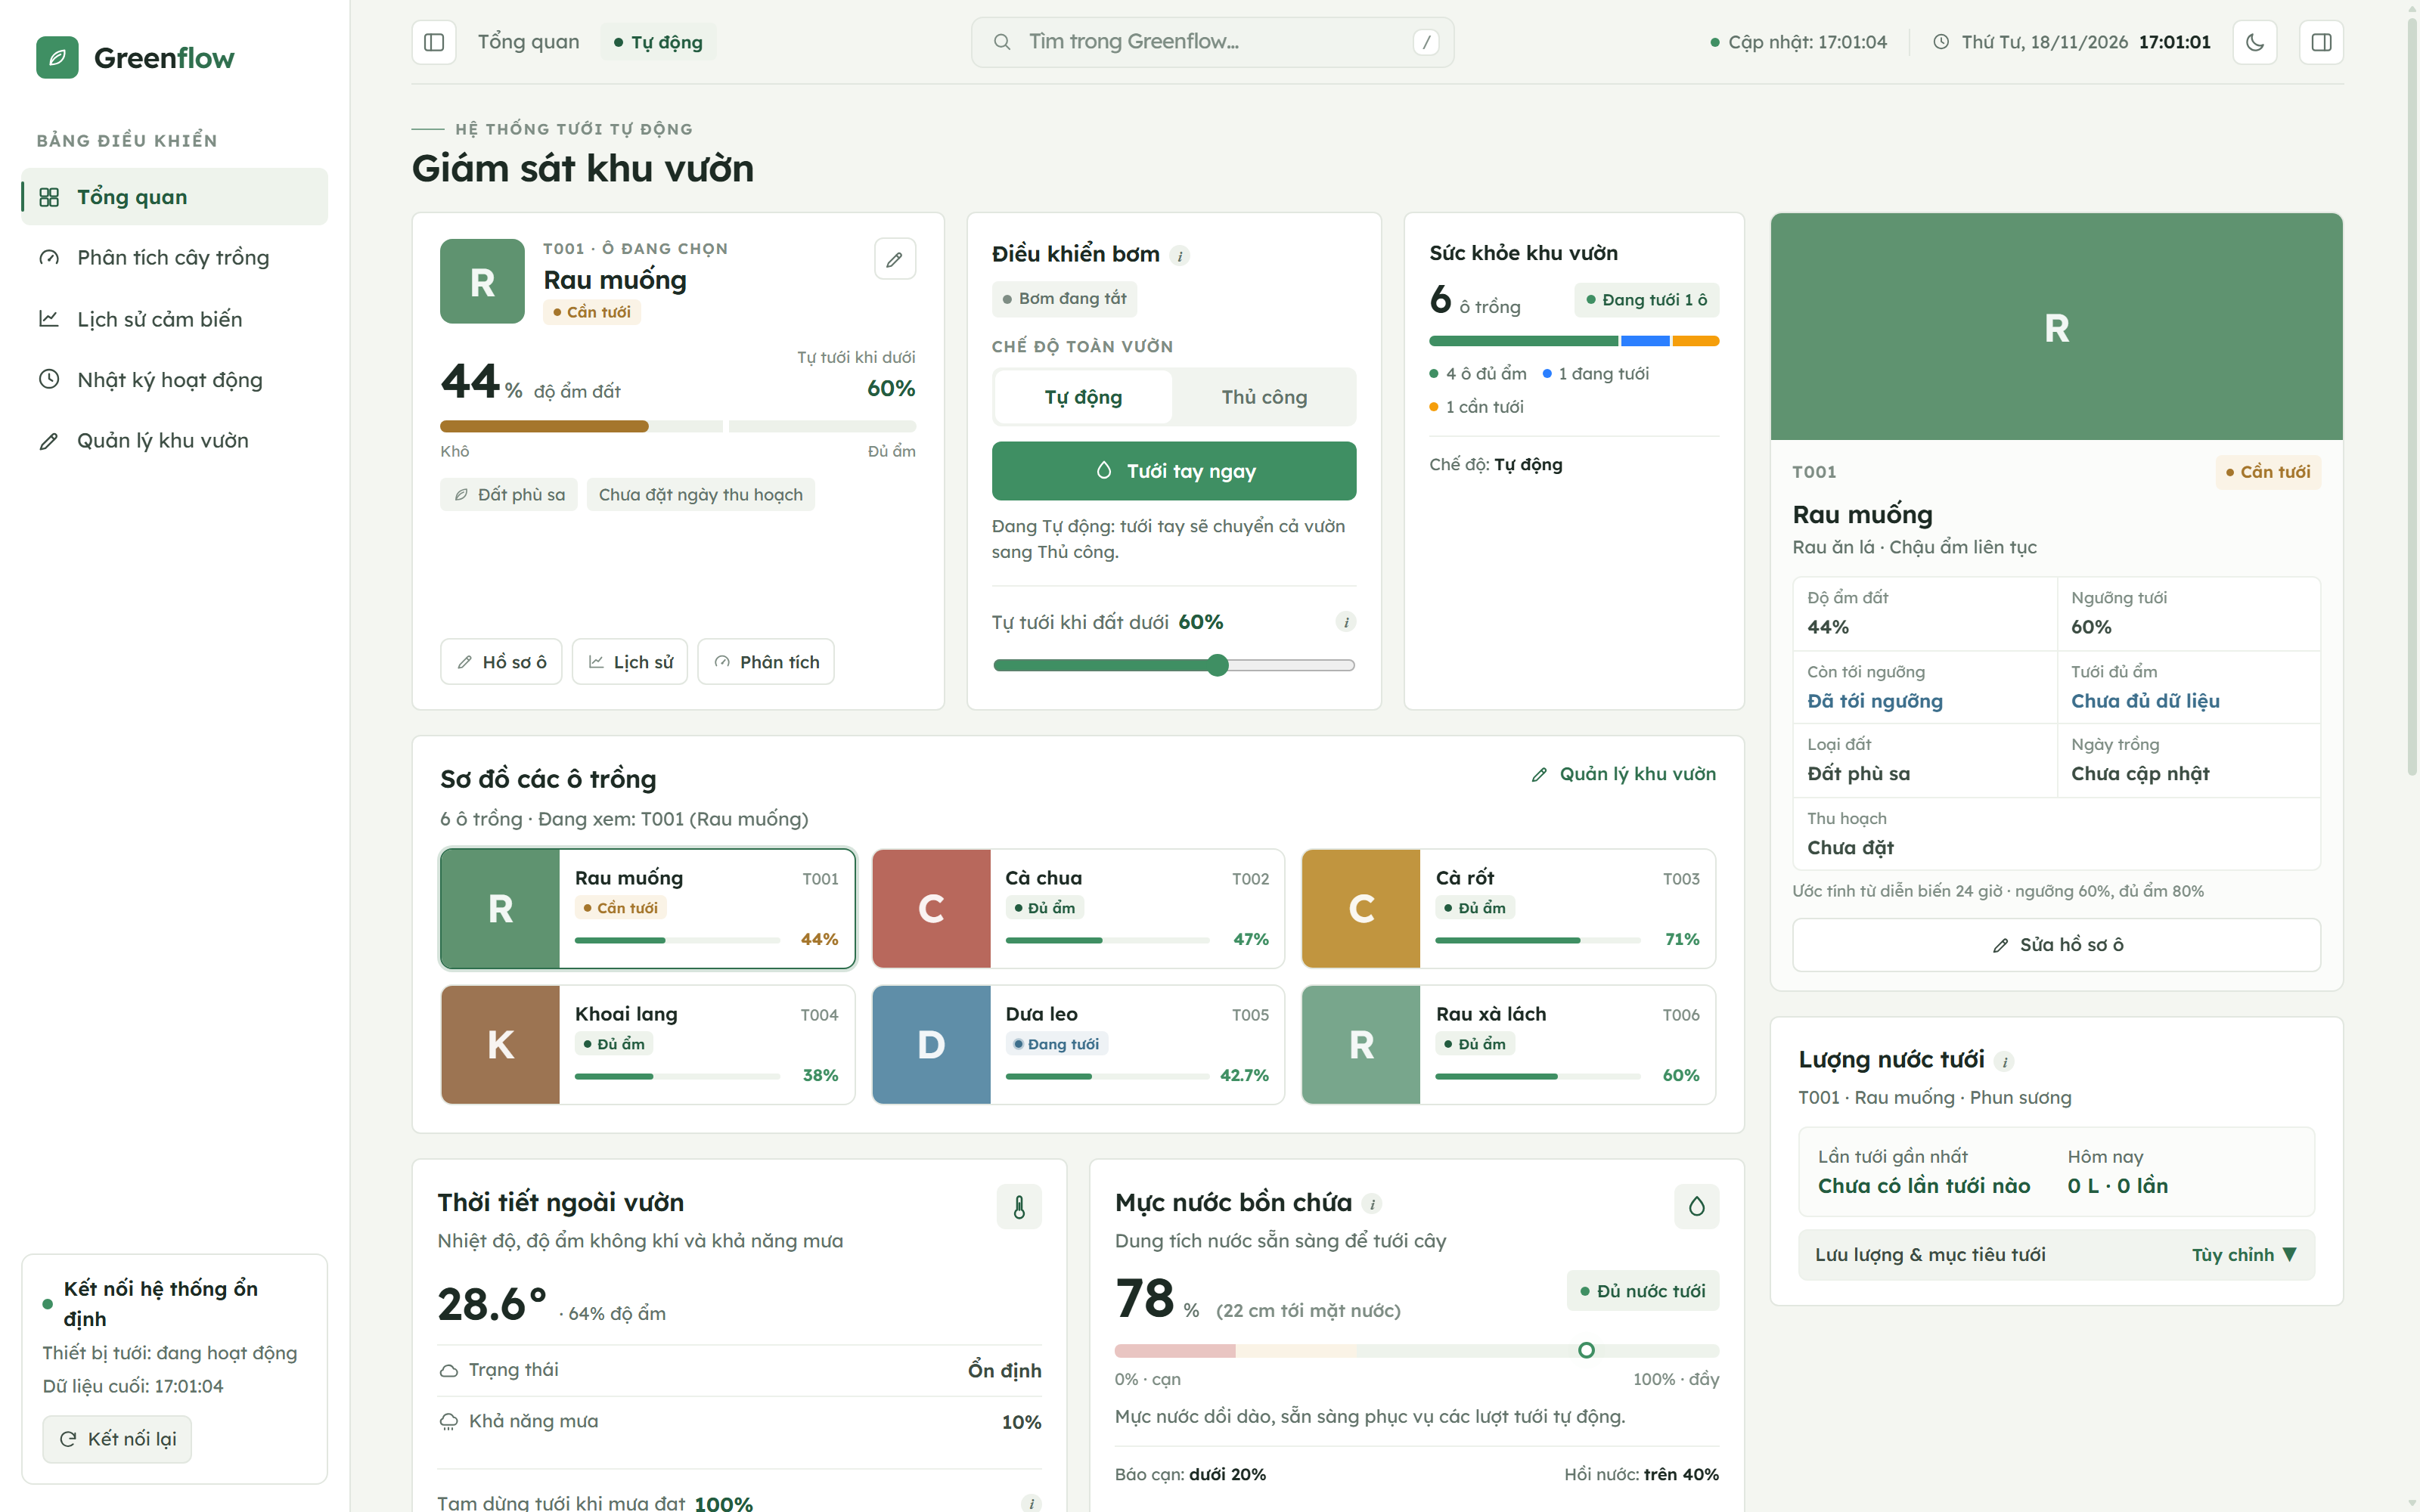 Greenflow
BẢNG ĐIỀU KHIỂN
Tổng quan
Phân tích cây trồng
Lịch sử cảm biến
Nhật ký hoạt động
Quản lý khu vườn
Kết nối hệ thống ổn
định
Thiết bị tưới: đang hoạt động
Dữ liệu cuối: 17:01:04
Kết nối lại
Tổng quan
Tự động
Tìm trong Greenflow...
/
Cập nhật: 17:01:04
Thứ Tư, 18/11/2026 17:01:01
HỆ THỐNG TƯỚI TỰ ĐỘNG
Giám sát khu vườn
R
T001 · Ô ĐANG CHỌN
Rau muống
Cần tưới
44% độ ẩm đất
Tự tưới khi dưới
60%
Khô
Đủ ẩm
Đất phù sa
Chưa đặt ngày thu hoạch
Hồ sơ ô
Lịch sử
Phân tích
Điều khiển bơm i
Bơm đang tắt
CHẾ ĐỘ TOÀN VƯỜN
Tự động
Thủ công
Tưới tay ngay
Đang Tự động: tưới tay sẽ chuyển cả vườn
sang Thủ công.
Tự tưới khi đất dưới 60% i
Sức khỏe khu vườn
6 ô trồng
Đang tưới 1 ô
4 ô đủ ẩm
1 đang tưới
1 cần tưới
Chế độ: Tự động
R
T001
Cần tưới
Rau muống
Rau ăn lá · Chậu ẩm liên tục
Độ ẩm đất
44%
Ngưỡng tưới
60%
Còn tới ngưỡng
Đã tới ngưỡng
Tưới đủ ẩm
Chưa đủ dữ liệu
Loại đất
Đất phù sa
Ngày trồng
Chưa cập nhật
Thu hoạch
Chưa đặt
Ước tính từ diễn biến 24 giờ · ngưỡng 60%, đủ ẩm 80%
Sửa hồ sơ ô
Sơ đồ các ô trồng
Quản lý khu vườn
6 ô trồng · Đang xem: T001 (Rau muống)
R
Rau muống
T001
Cần tưới
44%
C
Cà chua
T002
Đủ ẩm
47%
C
Cà rốt
T003
Đủ ẩm
71%
K
Khoai lang
T004
Đủ ẩm
38%
D
Dưa leo
T005
Đang tưới
42.7%
R
Rau xà lách
T006
Đủ ẩm
60%
Lượng nước tưới i
T001 · Rau muống · Phun sương
Lần tưới gần nhất
Chưa có lần tưới nào
Hôm nay
0 L · 0 lần
Lưu lượng & mục tiêu tưới
Tùy chỉnh ▼
Thời tiết ngoài vườn
Nhiệt độ, độ ẩm không khí và khả năng mưa
28.6° · 64% độ ẩm
Trạng thái
Ổn định
Khả năng mưa
10%
Tạm dừng tưới khi mưa đạt 100% i
Mực nước bồn chứa i
Dung tích nước sẵn sàng để tưới cây
78 % (22 cm tới mặt nước)
Đủ nước tưới
0% · cạn
100% · đầy
Mực nước dồi dào, sẵn sàng phục vụ các lượt tưới tự động.
Báo cạn: dưới 20%
Hồi nước: trên 40%